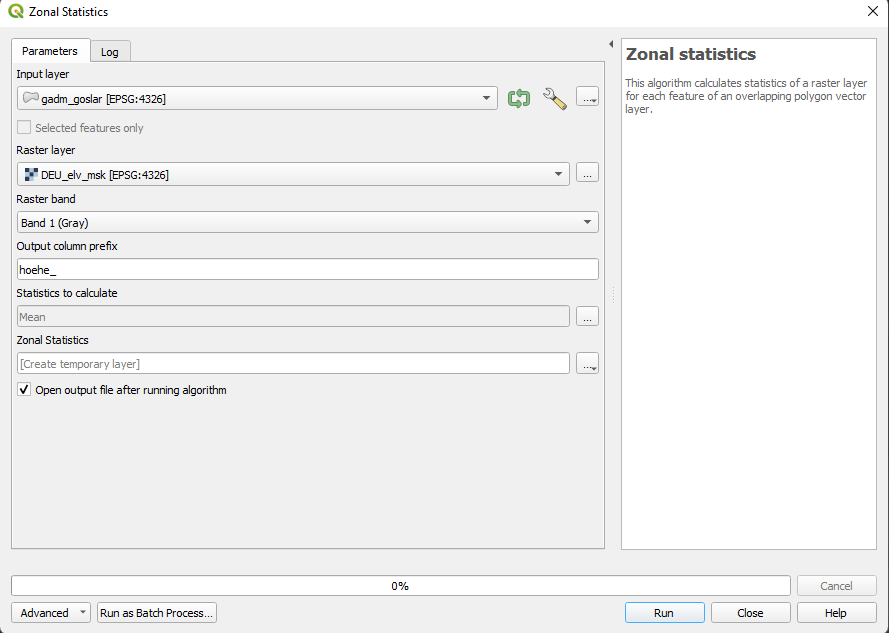 Zonal Statistics
Parameters
Log
Input layer
gadm_goslar [EPSG:4326]
...
Selected features only
Raster layer
DEU_elv_msk [EPSG:4326]
...
Raster band
Band 1 (Gray)
Output column prefix
hoehe_
Statistics to calculate
Mean
...
Zonal Statistics
[Create temporary layer]
...
Open output file after running algorithm
Zonal statistics
This algorithm calculates statistics of a raster layer
for each feature of an overlapping polygon vector
layer.
0%
Cancel
Advanced
Run as Batch Process...
Run
Close
Help